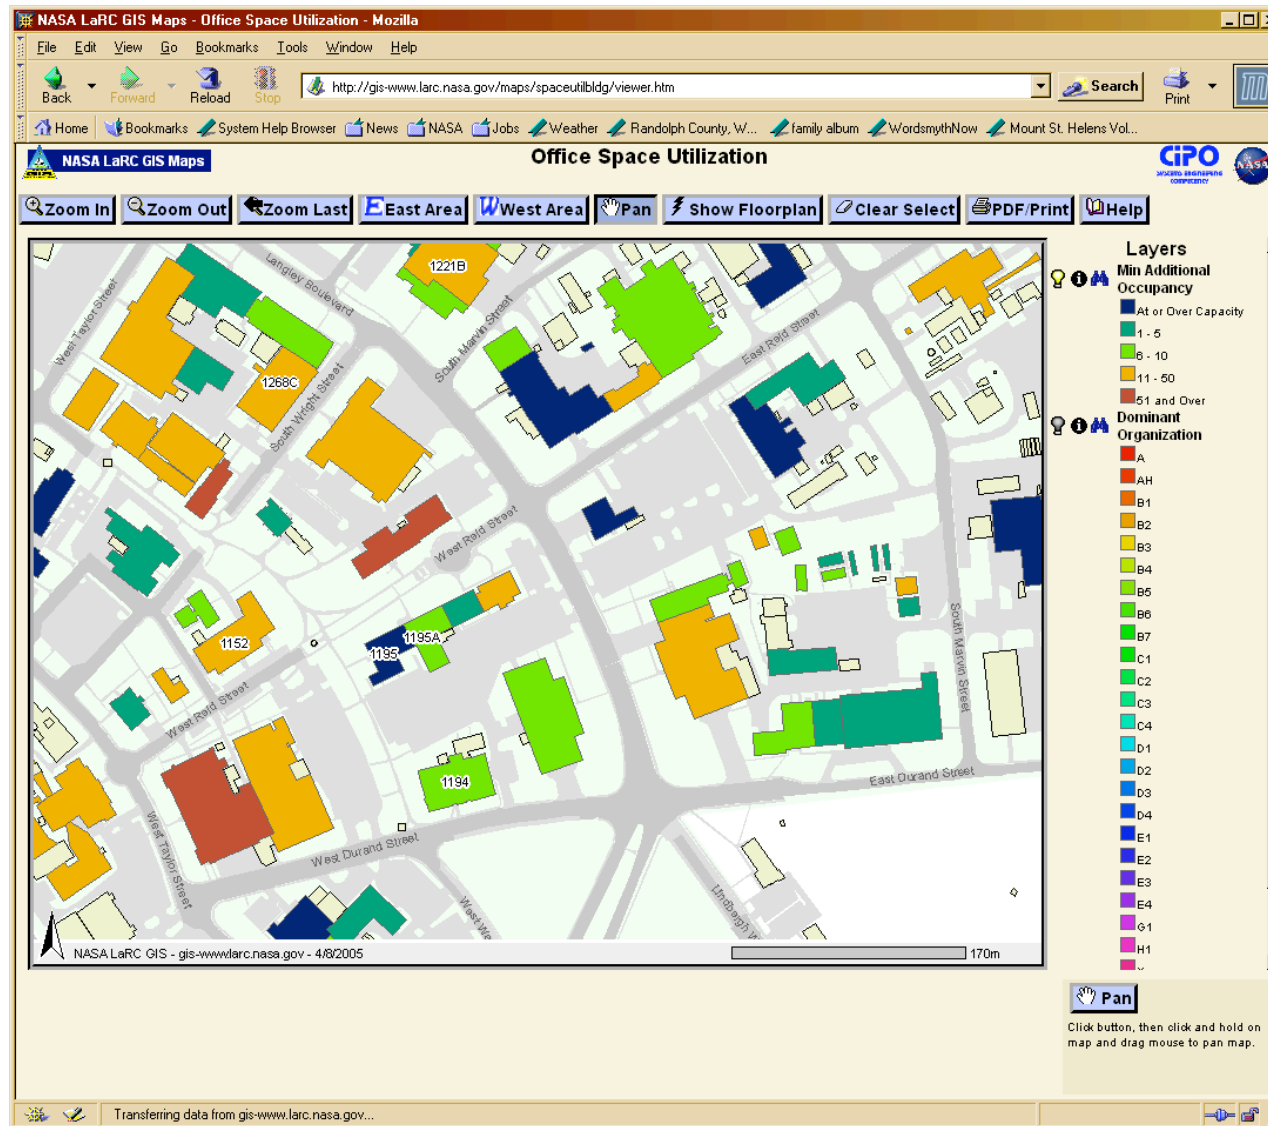 NASA LaRC GIS Maps - Office Space Utilization - Mozilla
File Edit View Go Bookmarks Tools Window Help
Back Forward Reload Stop http://gis-www.larc.nasa.gov/maps/spaceutilbldg/viewer.htm Search Print
Home Bookmarks System Help Browser News NASA Jobs Weather Randolph County, W... family album WordsmythNow Mount St. Helens Vol...
NASA LaRC GIS Maps
Office Space Utilization
CiPO
SYSTEMS ENGINEERING
COMPETENCY
NASA
Zoom In Zoom Out Zoom Last East Area West Area Pan Show Floorplan Clear Select PDF/Print Help
Langley Boulevard
1221B
West Taylor Street
South Marvin Street
East Reid Street
1268C
South Wright Street
West Reid Street
1152
1195A
1195
South Marvin Street
West Reid Street
1194
East Durand Street
West Taylor Street
West Durand Street
Lindbergh W
NASA LaRC GIS - gis-www.larc.nasa.gov - 4/8/2005
170m
Layers
Min Additional
Occupancy
At or Over Capacity
1 - 5
6 - 10
11 - 50
51 and Over
Dominant
Organization
A
AH
B1
B2
B3
B4
B5
B6
B7
C1
C2
C3
C4
D1
D2
D3
D4
E1
E2
E3
E4
G1
H1
Pan
Click button, then click and hold on
map and drag mouse to pan map.
Transferring data from gis-www.larc.nasa.gov...